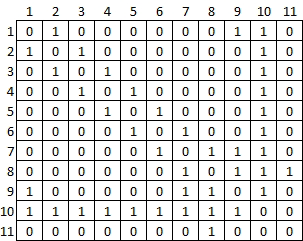 1 2 3 4 5 6 7 8 9 10 11
1 0 1 0 0 0 0 0 0 1 1 0
2 1 0 1 0 0 0 0 0 0 1 0
3 0 1 0 1 0 0 0 0 0 1 0
4 0 0 1 0 1 0 0 0 0 1 0
5 0 0 0 1 0 1 0 0 0 1 0
6 0 0 0 0 1 0 1 0 0 1 0
7 0 0 0 0 0 1 0 1 1 1 0
8 0 0 0 0 0 0 1 0 1 1 1
9 1 0 0 0 0 0 1 1 0 1 0
10 1 1 1 1 1 1 1 1 1 0 0
11 0 0 0 0 0 0 0 1 0 0 0